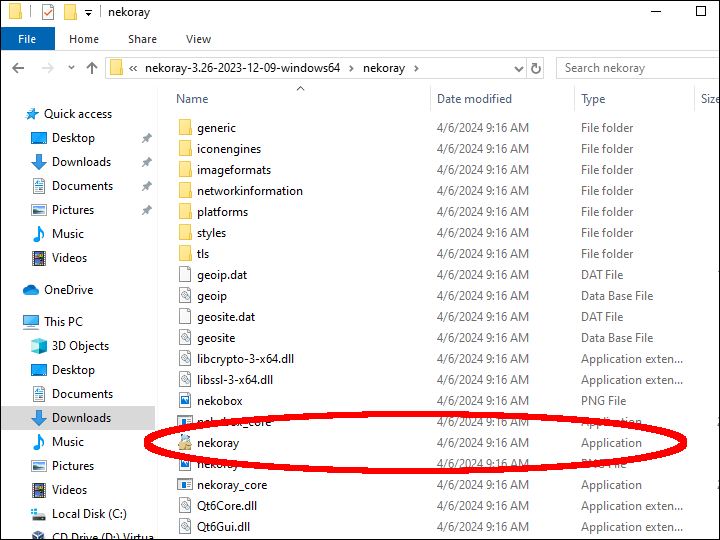 nekoray
File
Home
Share
View
« nekoray-3.26-2023-12-09-windows64 > nekoray >
Search nekoray
Name
Date modified
Type
Size
Quick access
Desktop
Downloads
Documents
Pictures
Music
Videos
OneDrive
This PC
3D Objects
Desktop
Documents
Downloads
Music
Pictures
Videos
Local Disk (C:)
CD Drive (D:) Virtua
generic 4/6/2024 9:16 AM File folder
iconengines 4/6/2024 9:16 AM File folder
imageformats 4/6/2024 9:16 AM File folder
networkinformation 4/6/2024 9:16 AM File folder
platforms 4/6/2024 9:16 AM File folder
styles 4/6/2024 9:16 AM File folder
tls 4/6/2024 9:16 AM File folder
geoip.dat 4/6/2024 9:16 AM DAT File
geoip 4/6/2024 9:16 AM Data Base File
geosite.dat 4/6/2024 9:16 AM DAT File
geosite 4/6/2024 9:16 AM Data Base File
libcrypto-3-x64.dll 4/6/2024 9:16 AM Application exten...
libssl-3-x64.dll 4/6/2024 9:16 AM Application exten...
nekobox 4/6/2024 9:16 AM PNG File
nekobox_core 4/6/2024 9:16 AM Application
nekoray 4/6/2024 9:16 AM Application
nekoray 4/6/2024 9:16 AM PNG File
nekoray_core 4/6/2024 9:16 AM Application
Qt6Core.dll 4/6/2024 9:16 AM Application exten...
Qt6Gui.dll 4/6/2024 9:16 AM Application exten...